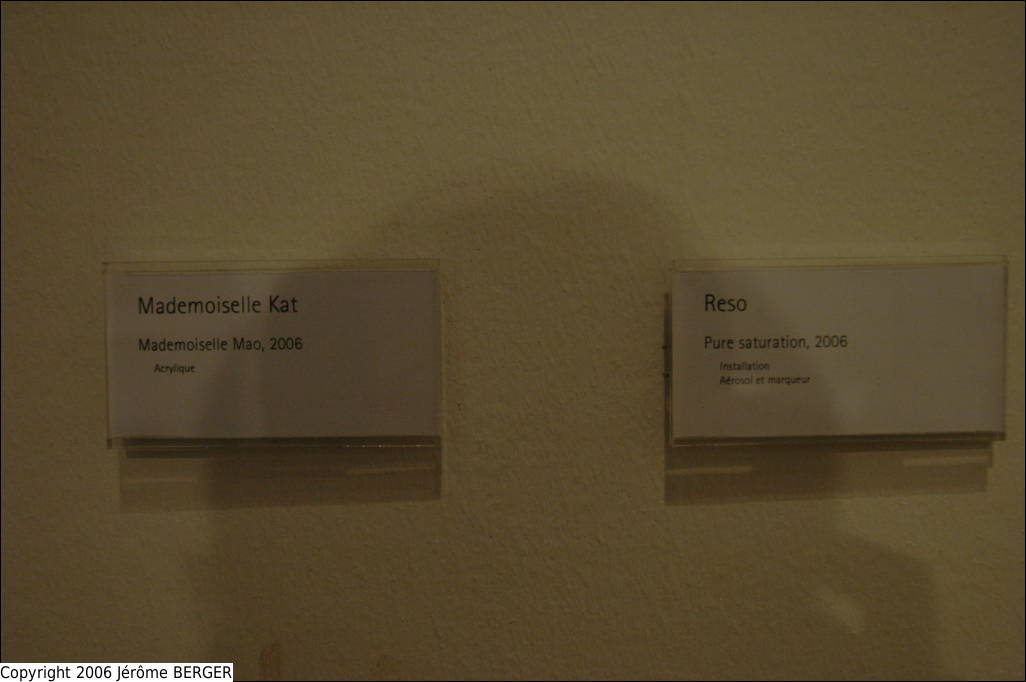 Mademoiselle Kat
Mademoiselle Mao, 2006
Acrylique
Reso
Pure saturation, 2006
Installation
Aérosol et marqueur
Copyright 2006 Jérôme BERGER